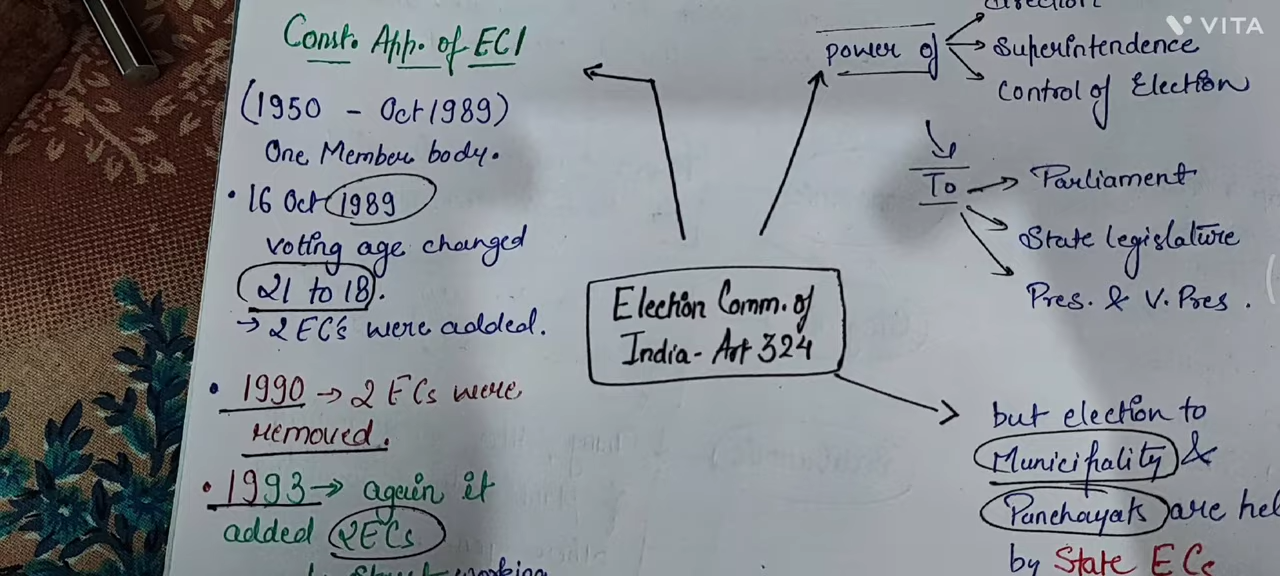 Const. App. of ECI
(1950 - Oct 1989)
One Member body.
• 16 Oct 1989
voting age changed
21 to 18.
→ 2 EC's were added.
• 1990 → 2 ECs were
removed.
• 1993 → again it
added 2ECs
working
Election Comm. of
India - Art 324
Direction
power of
Superintendence
Control of Election
To
Parliament
State legislature
Pres. & V. Pres.
but election to
Municipality &
Panchayats are hel
by State ECs
VITA